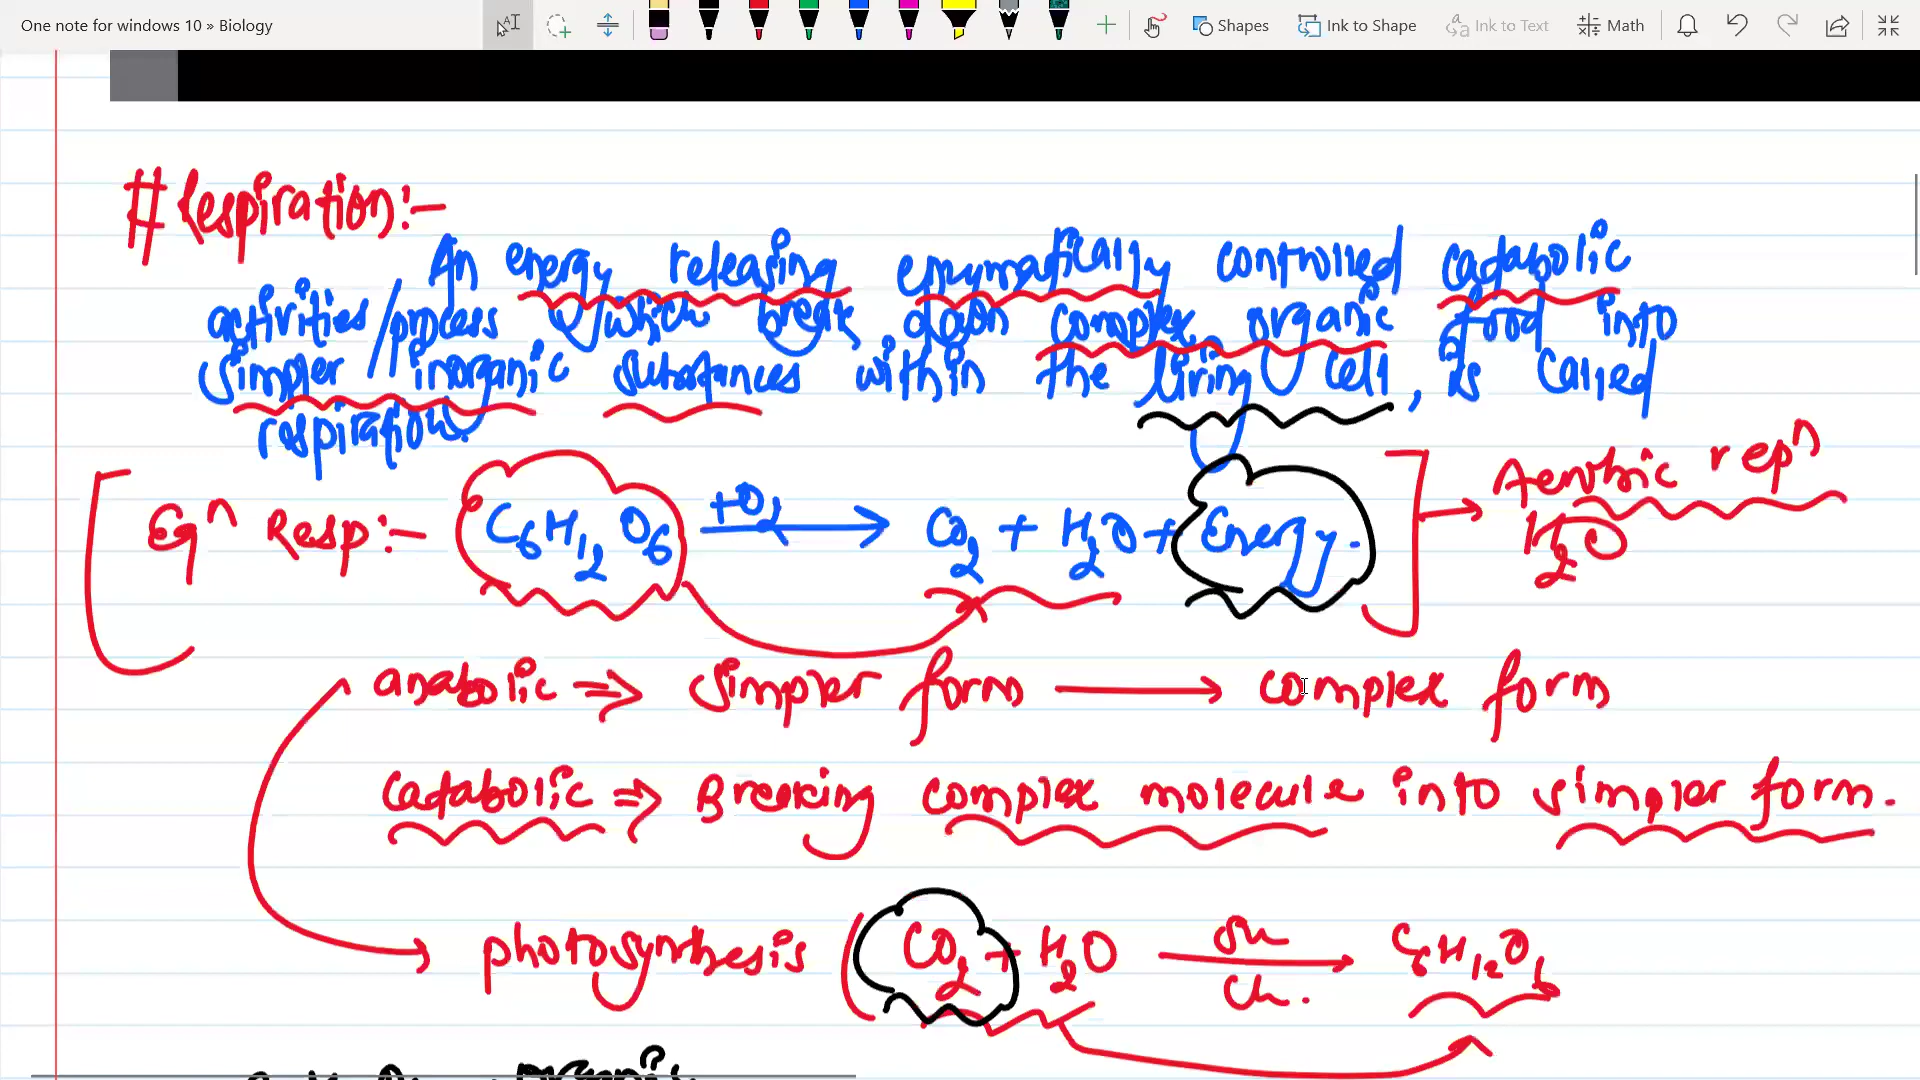 One note for windows 10 » Biology
Shapes Ink to Shape Ink to Text Math
# Respiration:-
An energy releasing enzymatically controlled catabolic
activities/process which break down complex organic food into
simpler/inorganic substances within the living cell, is called
respiration.
Eqⁿ Resp:- C₆H₁₂O₆ +O₂ → CO₂ + H₂O + Energy. → Aerobic repⁿ
H₂O
anabolic ⇒ simpler form → complex form
catabolic ⇒ Breaking complex molecule into simpler form.
→ photosynthesis (CO₂ + H₂O → C₆H₁₂O₆
Ch.